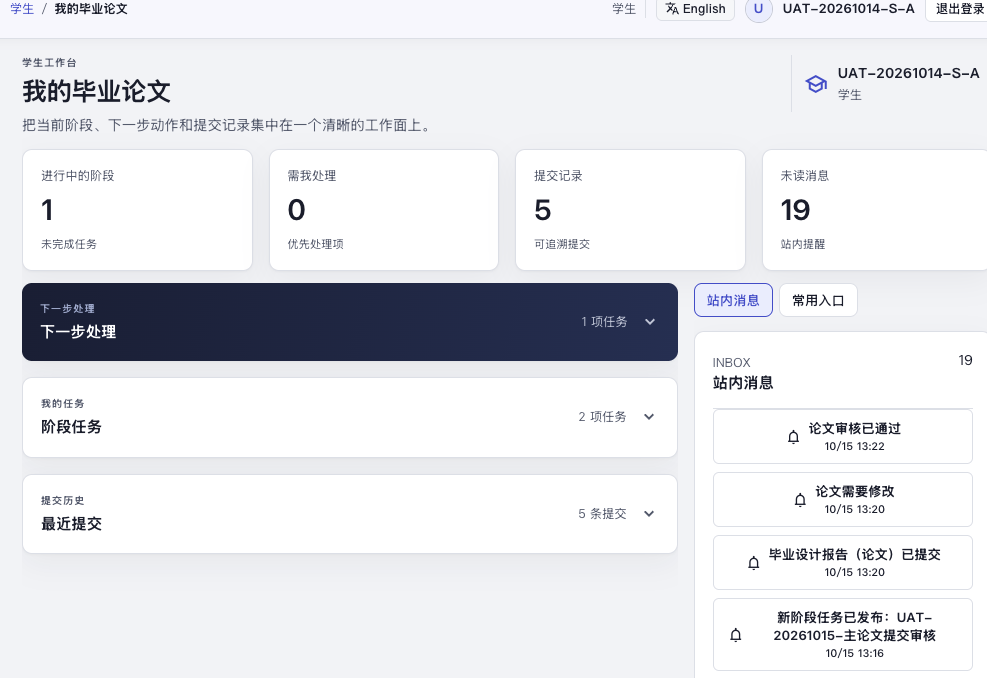 学生 / 我的毕业论文
学生
English
U
UAT-20261014-S-A
退出登录
学生工作台
我的毕业论文
把当前阶段、下一步动作和提交记录集中在一个清晰的工作面上。
UAT-20261014-S-A
学生
进行中的阶段
1
未完成任务
需我处理
0
优先处理项
提交记录
5
可追溯提交
未读消息
19
站内提醒
下一步处理
下一步处理
1 项任务
我的任务
阶段任务
2 项任务
提交历史
最近提交
5 条提交
站内消息
常用入口
INBOX
19
站内消息
论文审核已通过
10/15 13:22
论文需要修改
10/15 13:20
毕业设计报告（论文）已提交
10/15 13:20
新阶段任务已发布：UAT-
20261015-主论文提交审核
10/15 13:16